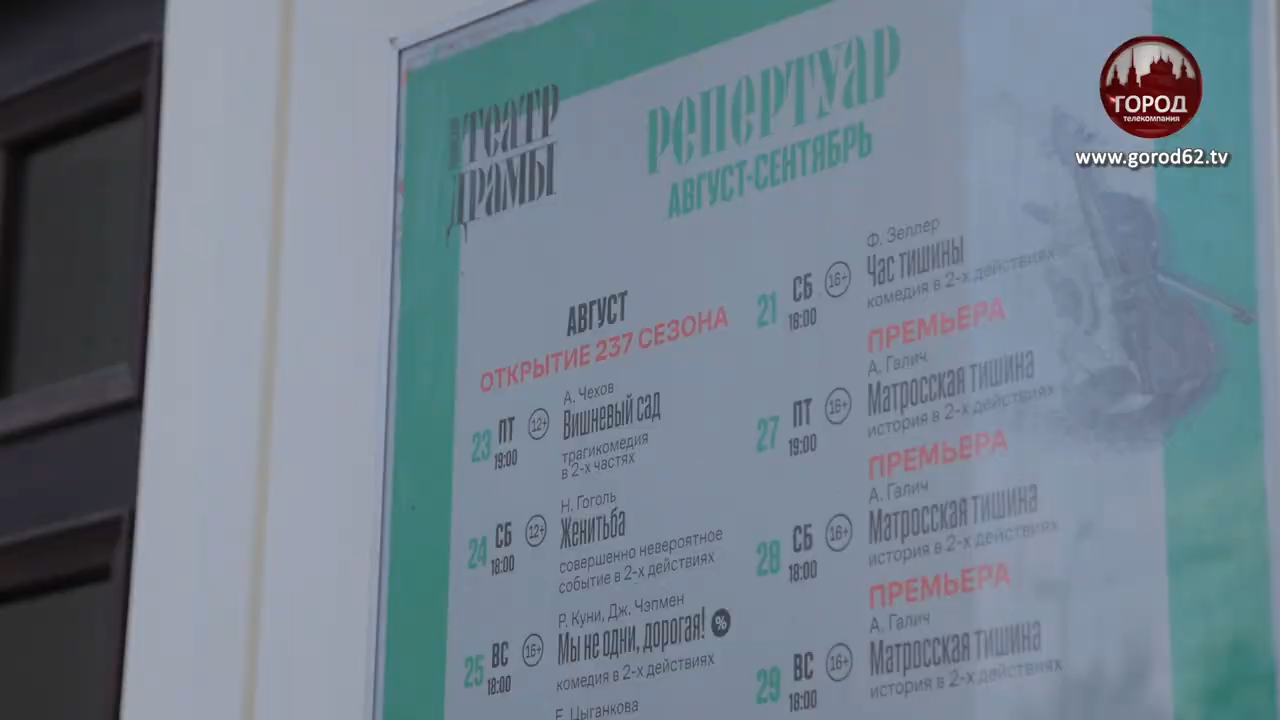 ТЕАТР
ДРАМЫ
РЕПЕРТУАР
АВГУСТ-СЕНТЯБРЬ
АВГУСТ
ОТКРЫТИЕ 237 СЕЗОНА
23 ПТ 19:00 12+
А. Чехов
Вишневый сад
трагикомедия
в 2-х частях
24 СБ 18:00 12+
Н. Гоголь
Женитьба
совершенно невероятное
событие в 2-х действиях
25 ВС 18:00 16+
Р. Куни, Дж. Чэпмен
Мы не одни, дорогая! %
комедия в 2-х действиях
Е. Цыганкова
21 СБ 18:00 16+
Ф. Зеллер
Час тишины
комедия в 2-х действиях
ПРЕМЬЕРА
27 ПТ 19:00 16+
А. Галич
Матросская тишина
история в 2-х действиях
ПРЕМЬЕРА
28 СБ 18:00 16+
А. Галич
Матросская тишина
история в 2-х действиях
ПРЕМЬЕРА
29 ВС 18:00 16+
А. Галич
Матросская тишина
история в 2-х действиях
ГОРОД
телекомпания
www.gorod62.tv